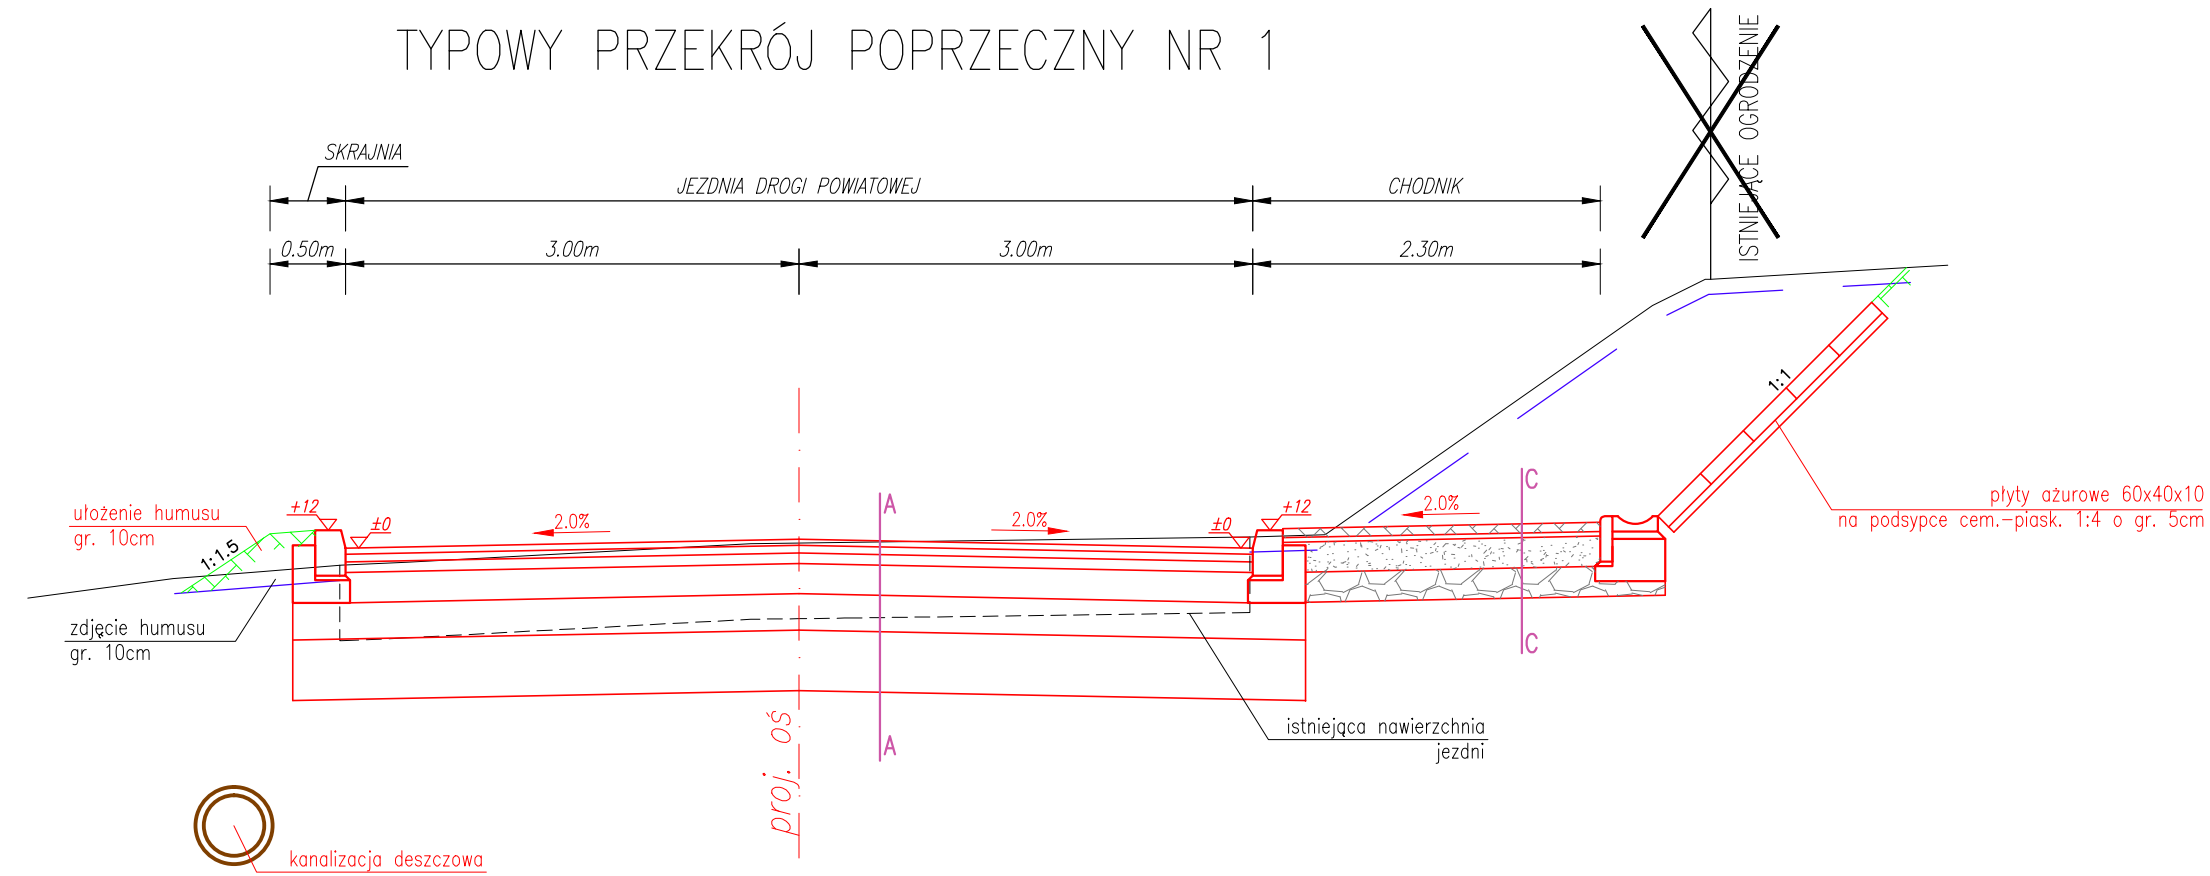 TYPOWY PRZEKRÓJ POPRZECZNY NR 1
ISTNIEJĄCE OGRODZENIE
SKRAJNIA
JEZDNIA DROGI POWIATOWEJ
CHODNIK
0.50m
3.00m
3.00m
2.30m
1:1
płyty ażurowe 60x40x10
na podsypce cem.-piask. 1:4 o gr. 5cm
ułożenie humusu
gr. 10cm
1:1.5
+12
±0
2.0%
A
2.0%
±0
+12
2.0%
C
zdjęcie humusu
gr. 10cm
C
istniejąca nawierzchnia
jezdni
A
proj. oś
kanalizacja deszczowa